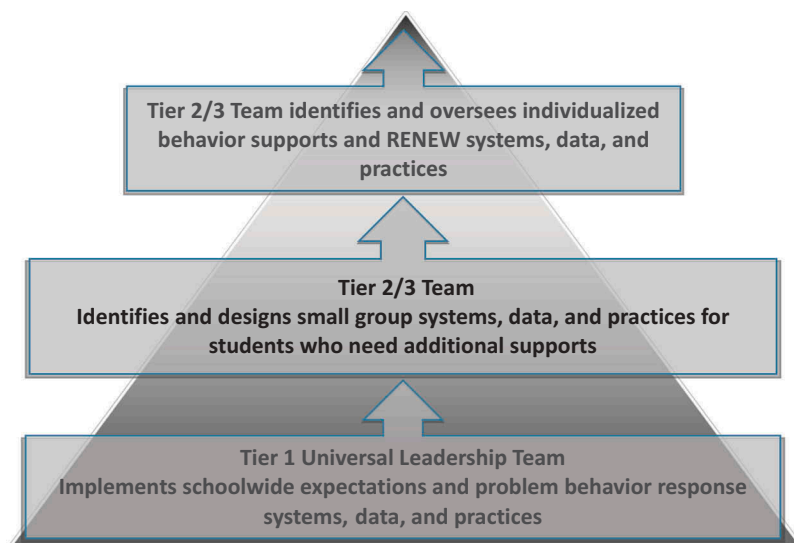 Tier 2/3 Team identifies and oversees individualized
behavior supports and RENEW systems, data, and
practices
Tier 2/3 Team
Identifies and designs small group systems, data, and practices for
students who need additional supports
Tier 1 Universal Leadership Team
Implements schoolwide expectations and problem behavior response
systems, data, and practices